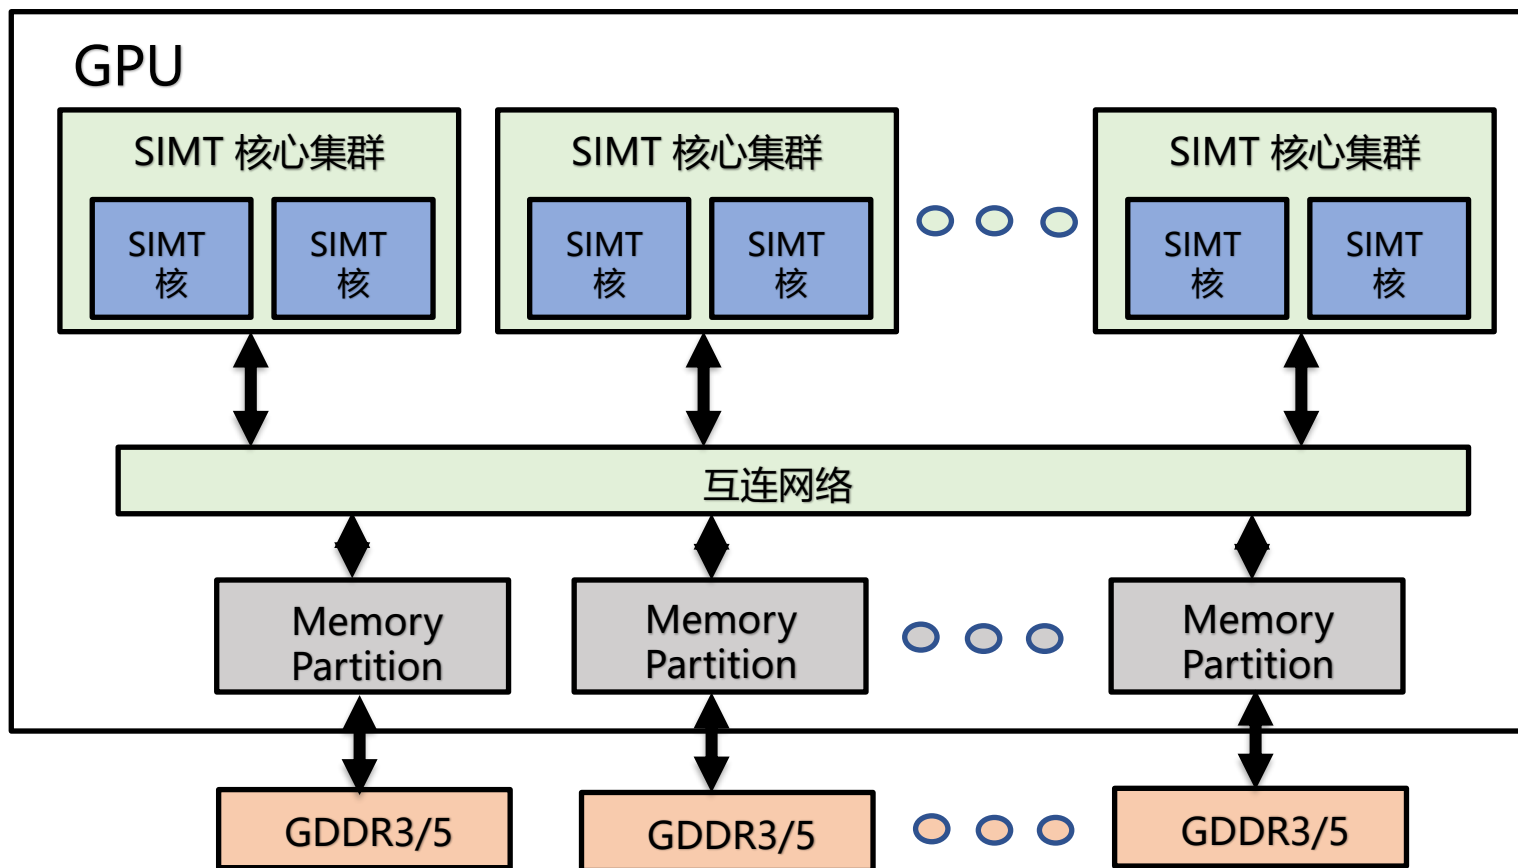 GPU
SIMT 核心集群
SIMT 核心集群
SIMT 核心集群
SIMT
核
SIMT
核
SIMT
核
SIMT
核
SIMT
核
SIMT
核
互连网络
Memory
Partition
Memory
Partition
Memory
Partition
GDDR3/5
GDDR3/5
GDDR3/5